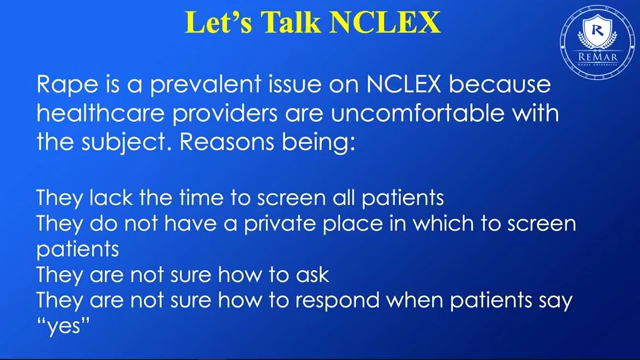 Let's Talk NCLEX
R
REMAR
NURSE UNIVERSITY
Rape is a prevalent issue on NCLEX because
healthcare providers are uncomfortable with
the subject. Reasons being:
They lack the time to screen all patients
They do not have a private place in which to screen
patients
They are not sure how to ask
They are not sure how to respond when patients say
“yes”